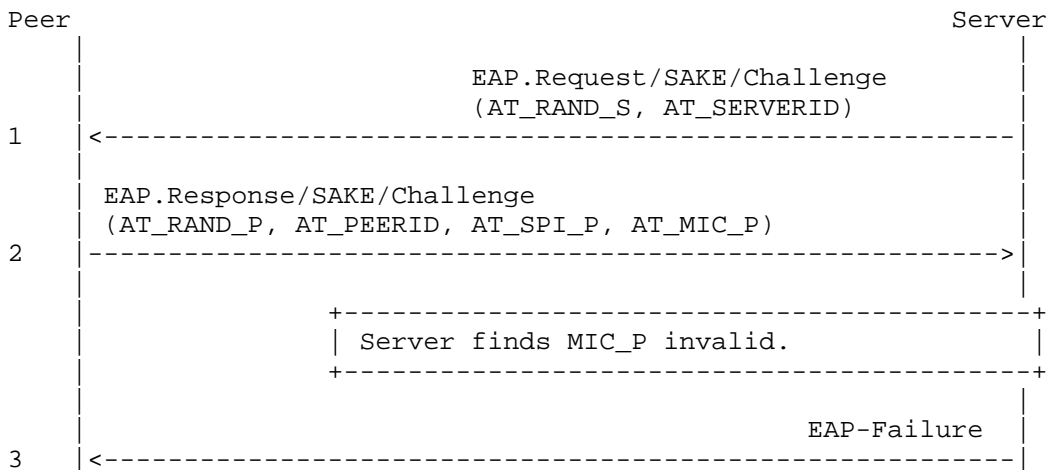 Peer Server
EAP.Request/SAKE/Challenge
(AT_RAND_S, AT_SERVERID)
1 |<---------------------------------------------------------|
EAP.Response/SAKE/Challenge
(AT_RAND_P, AT_PEERID, AT_SPI_P, AT_MIC_P)
2 |--------------------------------------------------------->|
+-------------------------------------------+
| Server finds MIC_P invalid. |
+-------------------------------------------+
EAP-Failure
3 |<---------------------------------------------------------|